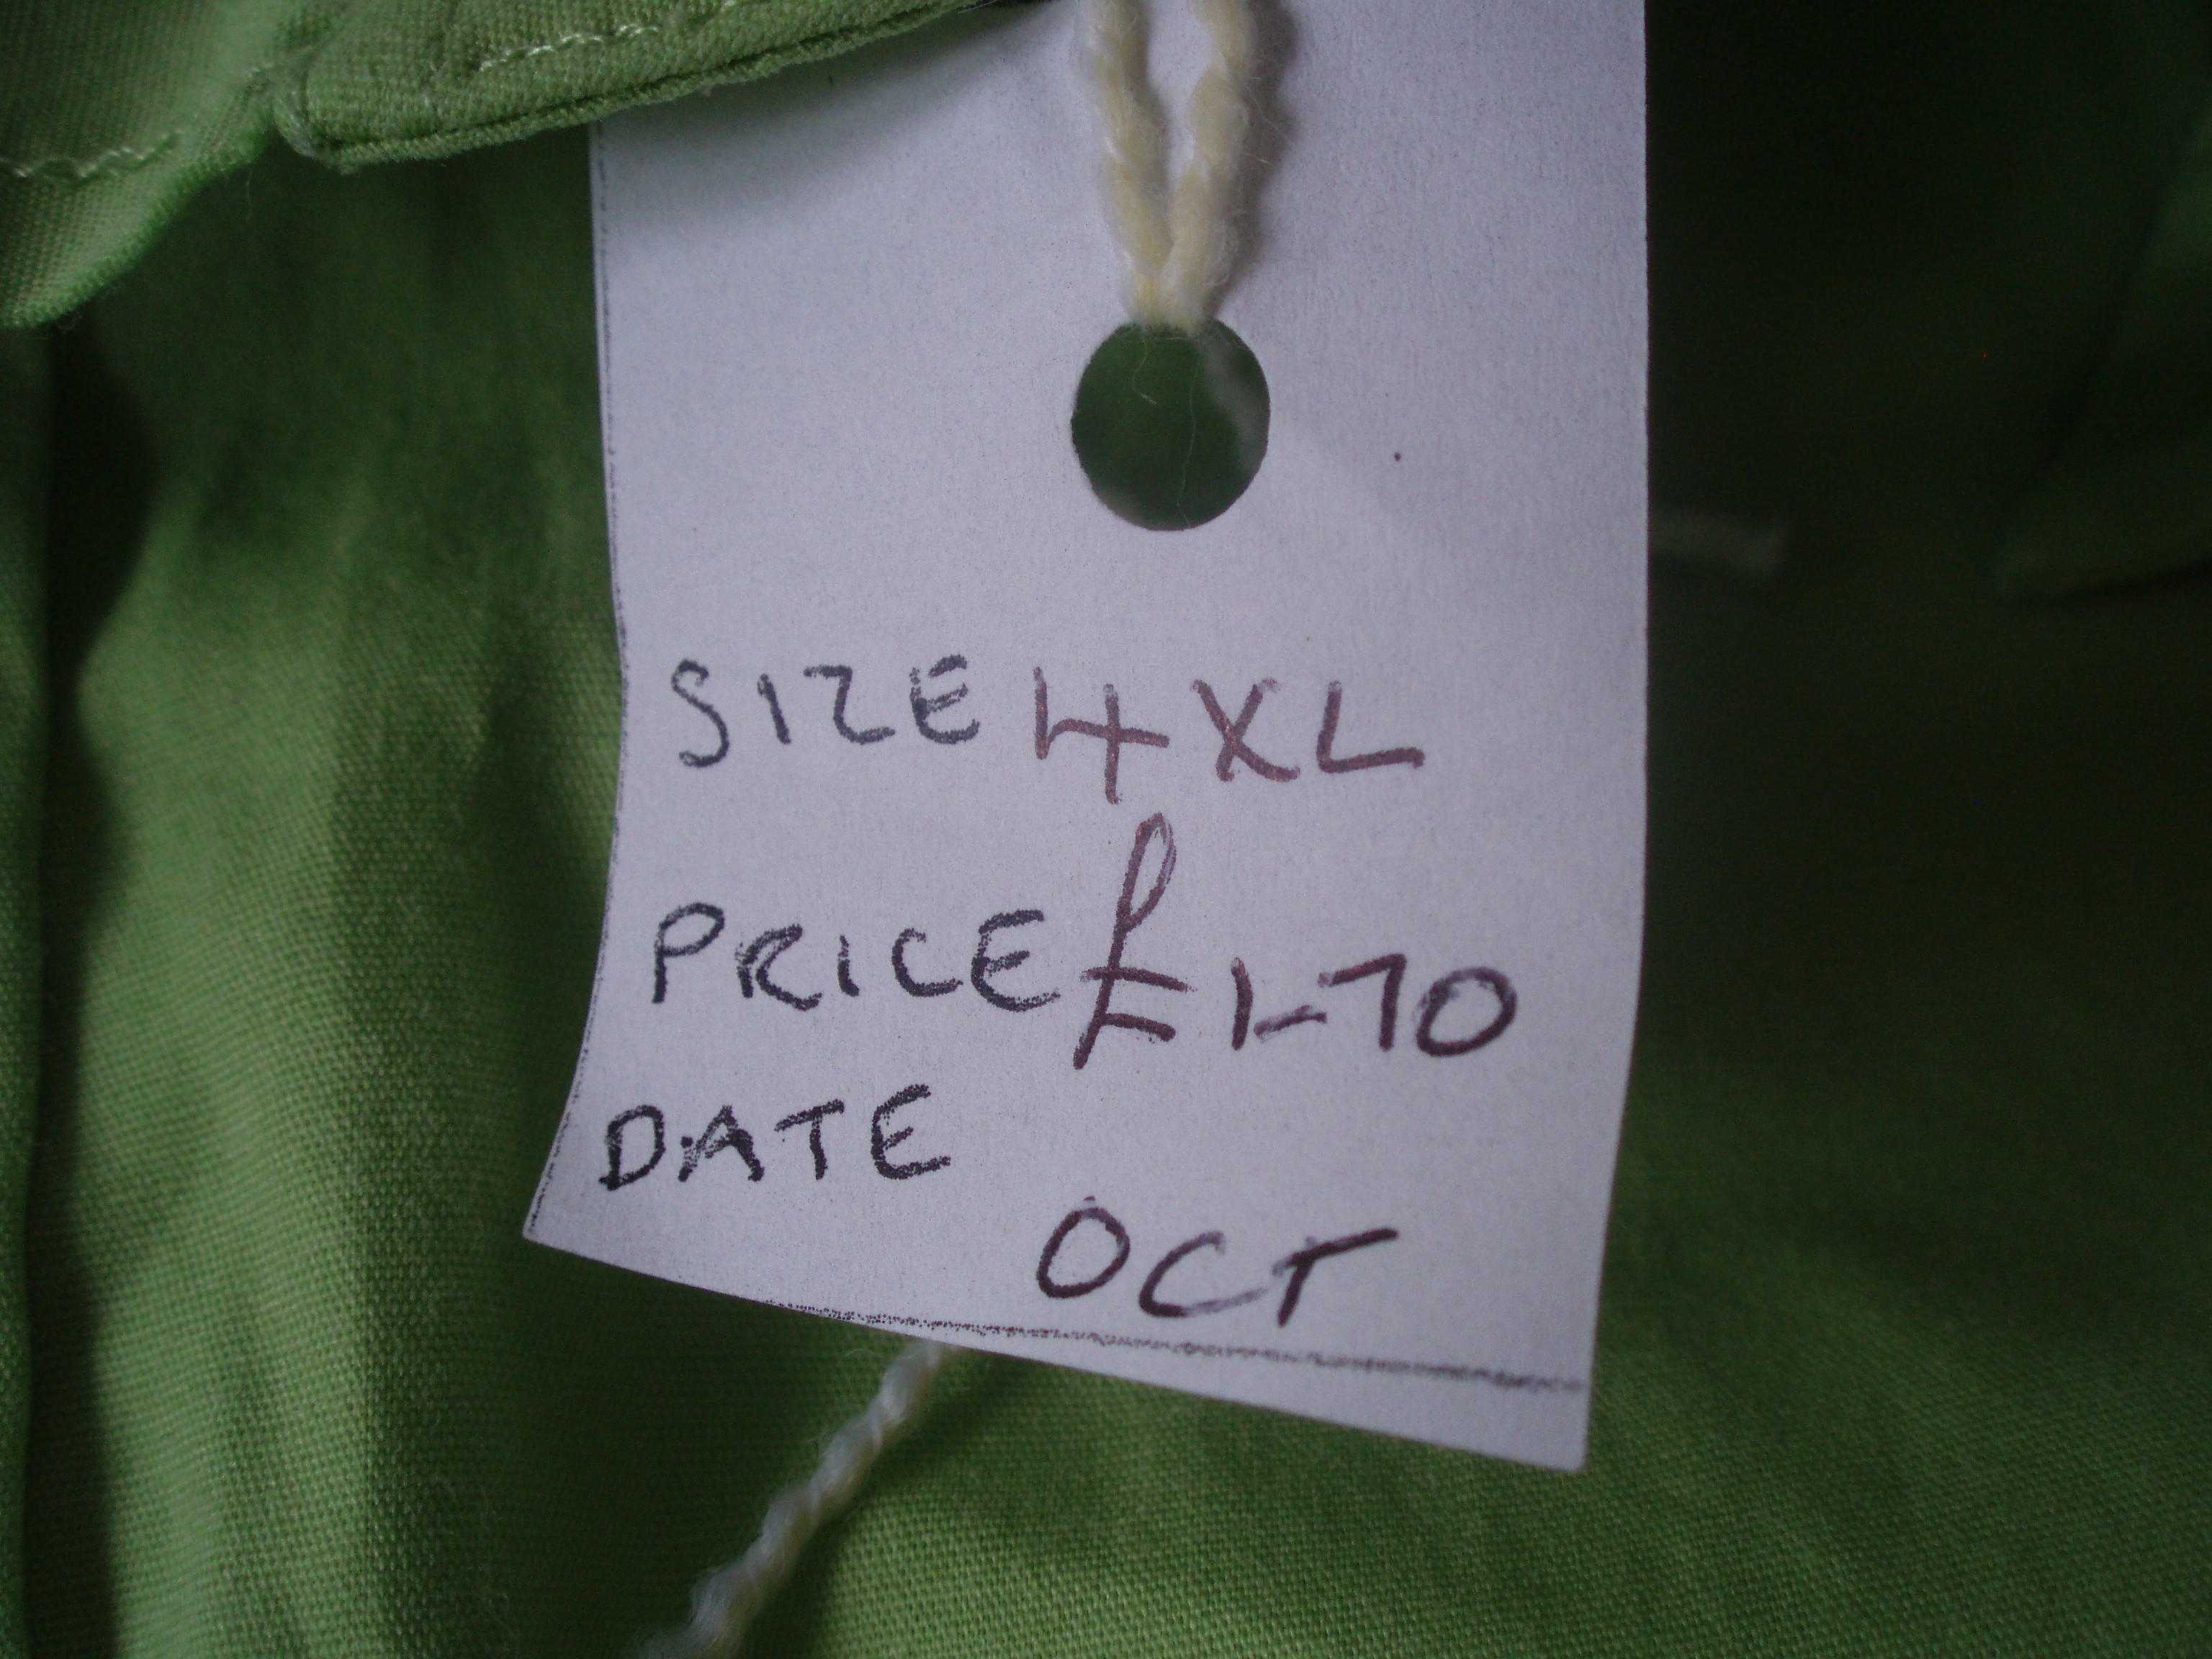 SIZE 4XL
PRICE £1-70
DATE
OCT